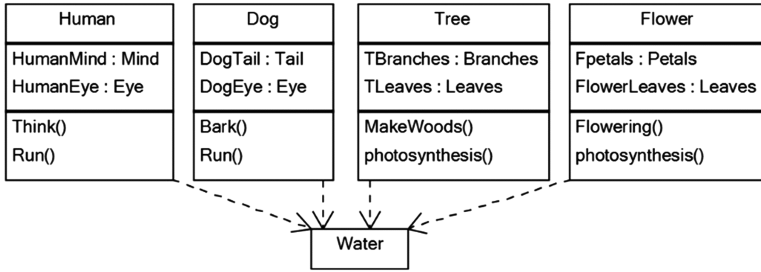 Human
HumanMind : Mind
HumanEye : Eye
Think()
Run()
Dog
DogTail : Tail
DogEye : Eye
Bark()
Run()
Tree
TBranches : Branches
TLeaves : Leaves
MakeWoods()
photosynthesis()
Flower
Fpetals : Petals
FlowerLeaves : Leaves
Flowering()
photosynthesis()
Water